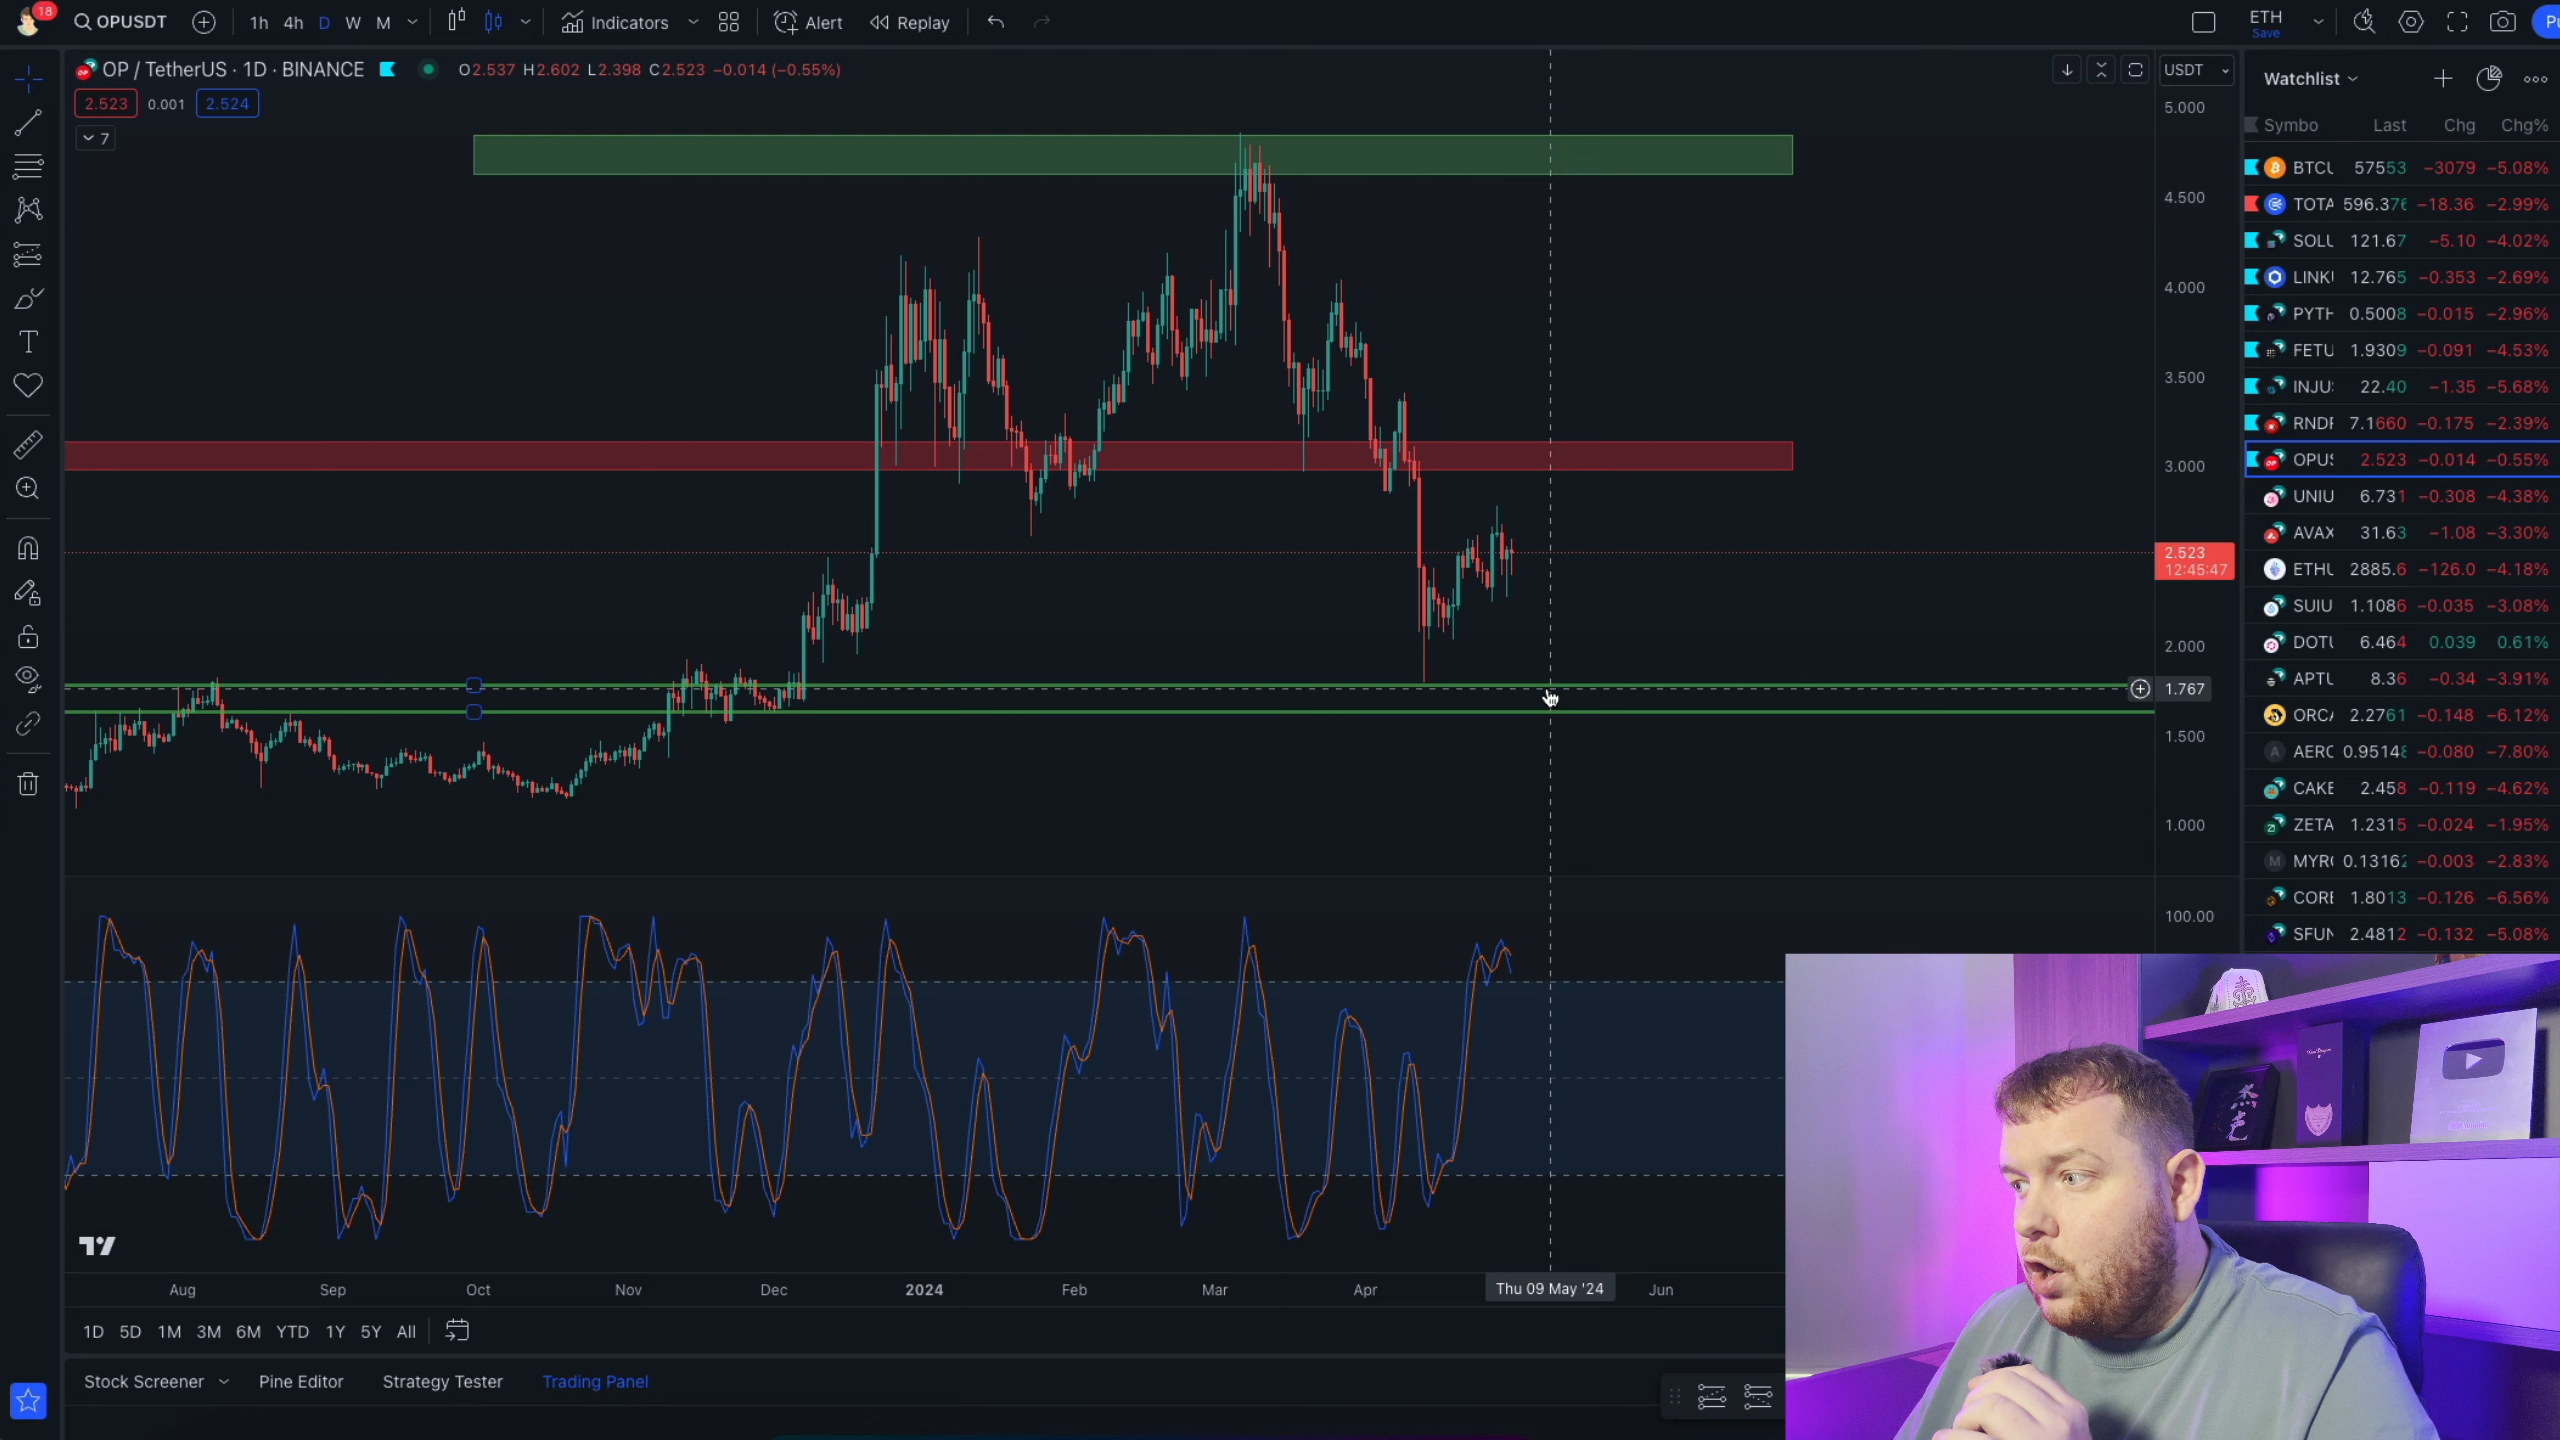 18
OPUSDT
1h 4h D W M
Indicators
Alert
Replay
ETH
Save
OP / TetherUS · 1D · BINANCE
O2.537 H2.602 L2.398 C2.523 −0.014 (−0.55%)
2.523 0.001 2.524
7
USDT
5.000
4.500
4.000
3.500
3.000
2.523
12:45:47
2.000
1.767
1.500
1.000
100.00
Aug Sep Oct Nov Dec 2024 Feb Mar Apr Thu 09 May '24 Jun
1D 5D 1M 3M 6M YTD 1Y 5Y All
Stock Screener Pine Editor Strategy Tester Trading Panel
Watchlist
Symbo Last Chg Chg%
BTCU 57553 −3079 −5.08%
TOTA 596.376 −18.36 −2.99%
SOLU 121.67 −5.10 −4.02%
LINK 12.765 −0.353 −2.69%
PYTH 0.5008 −0.015 −2.96%
FETU 1.9309 −0.091 −4.53%
INJU 22.40 −1.35 −5.68%
RNDR 7.1660 −0.175 −2.39%
OPUS 2.523 −0.014 −0.55%
UNIU 6.731 −0.308 −4.38%
AVAX 31.63 −1.08 −3.30%
ETHU 2885.6 −126.0 −4.18%
SUIU 1.1086 −0.035 −3.08%
DOTU 6.464 0.039 0.61%
APTU 8.36 −0.34 −3.91%
ORCA 2.2761 −0.148 −6.12%
AERO 0.95148 −0.080 −7.80%
CAKE 2.458 −0.119 −4.62%
ZETA 1.2315 −0.024 −1.95%
MYRO 0.13162 −0.003 −2.83%
CORE 1.8013 −0.126 −6.56%
SFUN 2.4812 −0.132 −5.08%